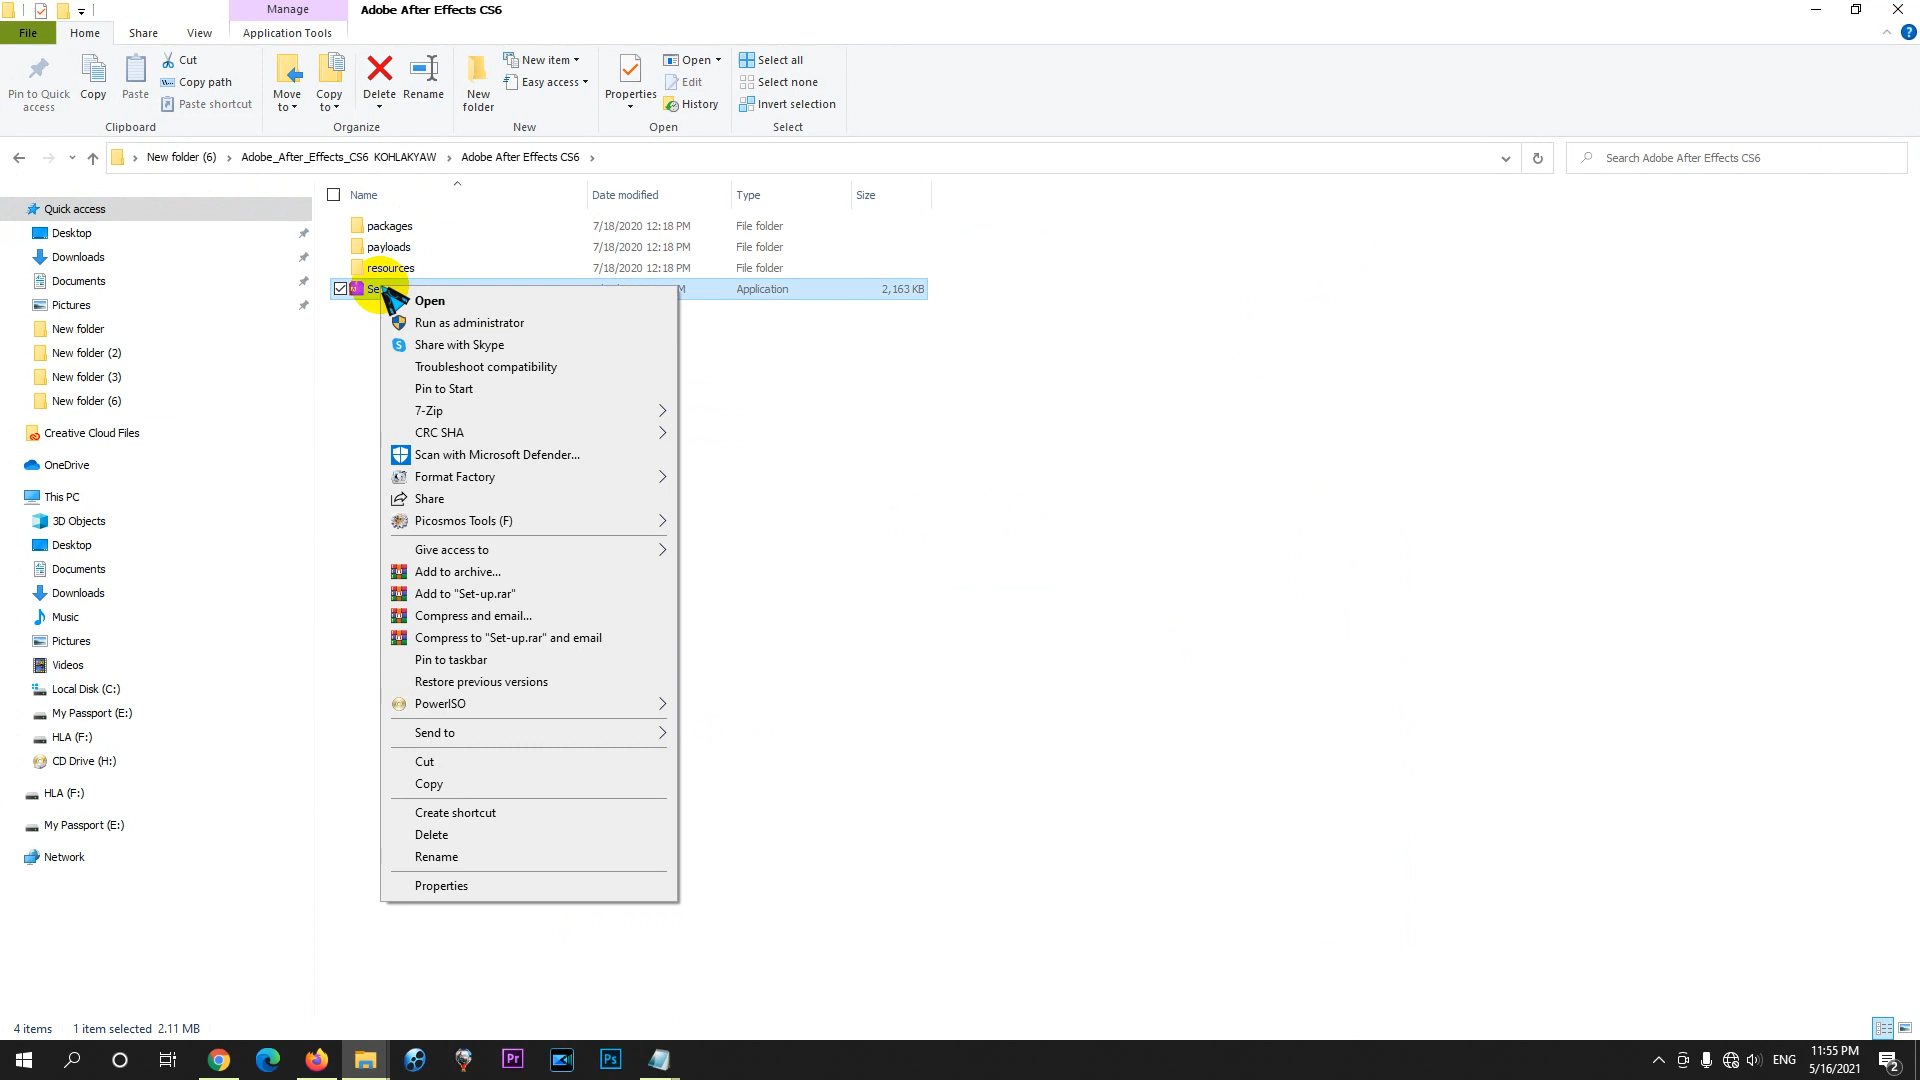 Manage
Adobe After Effects CS6
File
Home
Share
View
Application Tools
Pin to Quick access
Copy
Paste
Cut
Copy path
Paste shortcut
Clipboard
Move to
Copy to
Delete
Rename
Organize
New folder
New item
Easy access
New
Properties
Open
Edit
History
Open
Select all
Select none
Invert selection
Select
New folder (6)
Adobe_After_Effects_CS6 KOHLAKYAW
Adobe After Effects CS6
Search Adobe After Effects CS6
Name
Date modified
Type
Size
packages 7/18/2020 12:18 PM File folder
payloads 7/18/2020 12:18 PM File folder
resources 7/18/2020 12:18 PM File folder
M Application 2,163 KB
Quick access
Desktop
Downloads
Documents
Pictures
New folder
New folder (2)
New folder (3)
New folder (6)
Creative Cloud Files
OneDrive
This PC
3D Objects
Desktop
Documents
Downloads
Music
Pictures
Videos
Local Disk (C:)
My Passport (E:)
HLA (F:)
CD Drive (H:)
HLA (F:)
My Passport (E:)
Network
Open
Run as administrator
Share with Skype
Troubleshoot compatibility
Pin to Start
7-Zip
CRC SHA
Scan with Microsoft Defender...
Format Factory
Share
Picosmos Tools (F)
Give access to
Add to archive...
Add to "Set-up.rar"
Compress and email...
Compress to "Set-up.rar" and email
Pin to taskbar
Restore previous versions
PowerISO
Send to
Cut
Copy
Create shortcut
Delete
Rename
Properties
4 items 1 item selected 2.11 MB
Pr
Ps
ENG
11:55 PM
5/16/2021
2